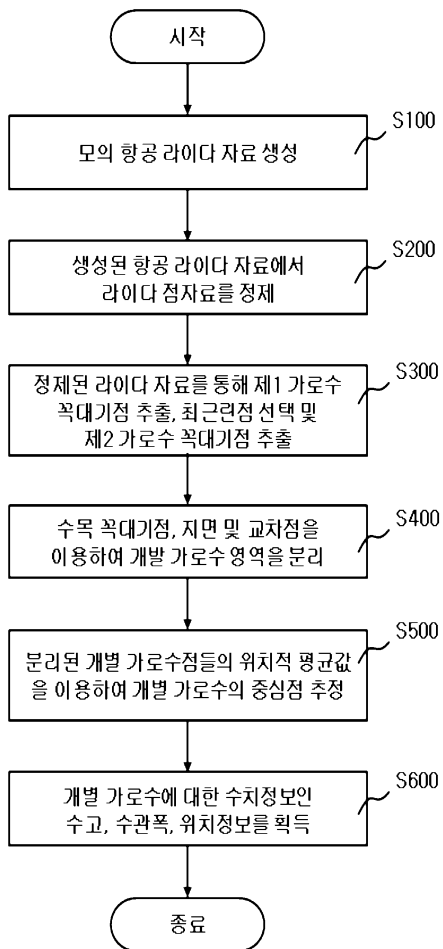 시작
S100
모의 항공 라이다 자료 생성
S200
생성된 항공 라이다 자료에서
라이다 점자료를 정제
S300
정제된 라이다 자료를 통해 제1 가로수
꼭대기점 추출, 최근린점 선택 및
제2 가로수 꼭대기점 추출
S400
수목 꼭대기점, 지면 및 교차점을
이용하여 개발 가로수 영역을 분리
S500
분리된 개별 가로수점들의 위치적 평균값
을 이용하여 개별 가로수의 중심점 추정
S600
개별 가로수에 대한 수치정보인
수고, 수관폭, 위치정보를 획득
종료